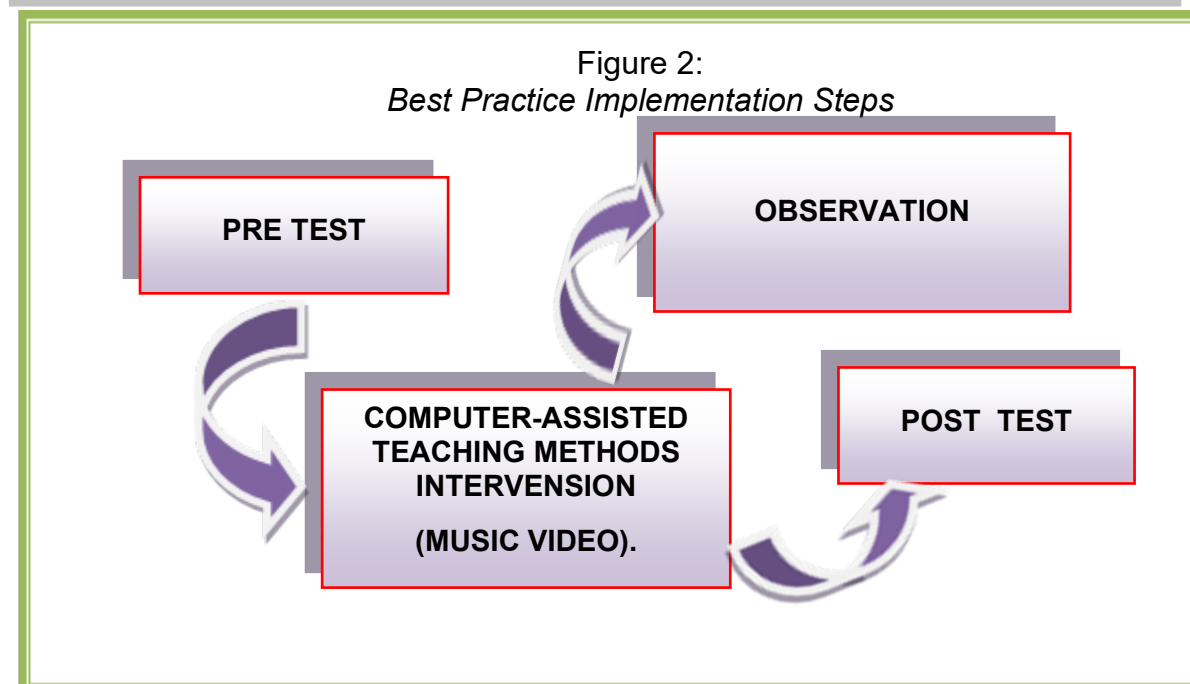 Figure 2:
Best Practice Implementation Steps
PRE TEST
OBSERVATION
COMPUTER-ASSISTED
TEACHING METHODS
INTERVENSION
(MUSIC VIDEO).
POST TEST